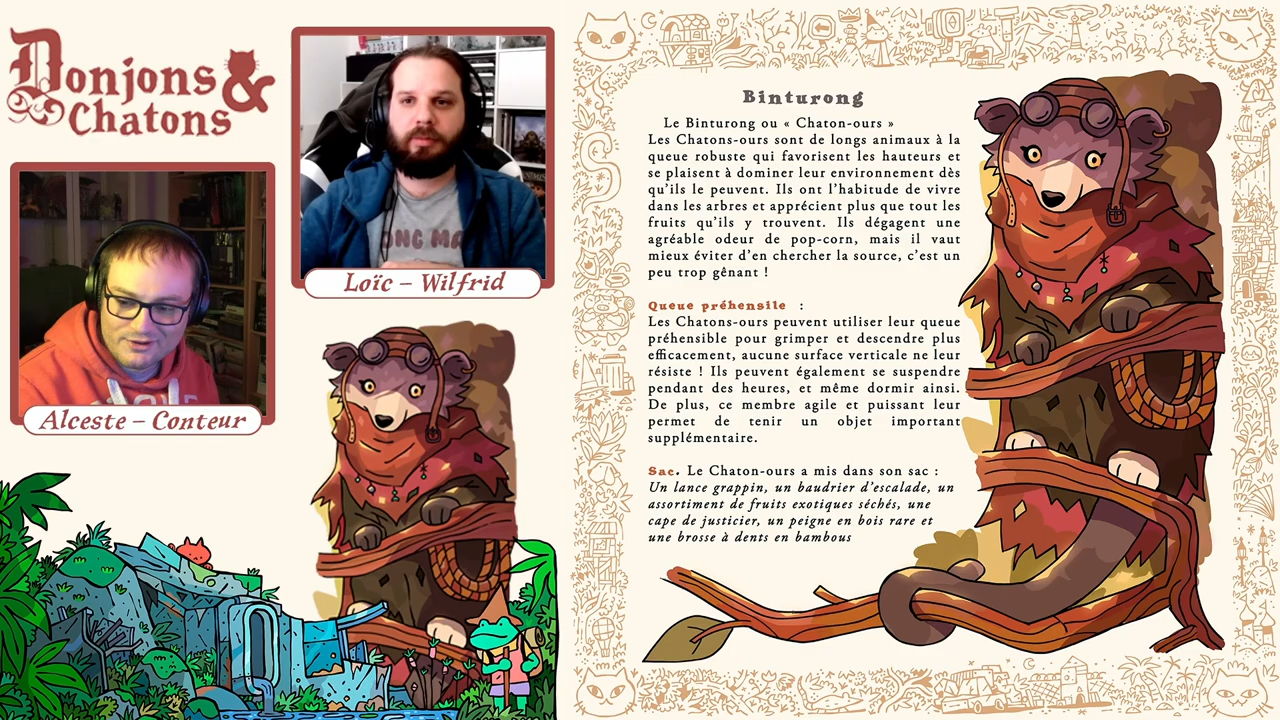 Donjons &
Chatons
Loïc – Wilfrid
Alceste – Conteur
Binturong
Le Binturong ou « Chaton-ours »
Les Chatons-ours sont de longs animaux à la
queue robuste qui favorisent les hauteurs et
se plaisent à dominer leur environnement dès
qu'ils le peuvent. Ils ont l'habitude de vivre
dans les arbres et apprécient plus que tout les
fruits qu'ils y trouvent. Ils dégagent une
agréable odeur de pop-corn, mais il vaut
mieux éviter d'en chercher la source, c'est un
peu trop gênant !
Queue préhensile :
Les Chatons-ours peuvent utiliser leur queue
préhensible pour grimper et descendre plus
efficacement, aucune surface verticale ne leur
résiste ! Ils peuvent également se suspendre
pendant des heures, et même dormir ainsi.
De plus, ce membre agile et puissant leur
permet de tenir un objet important
supplémentaire.
Sac. Le Chaton-ours a mis dans son sac :
Un lance grappin, un baudrier d'escalade, un
assortiment de fruits exotiques séchés, une
cape de justicier, un peigne en bois rare et
une brosse à dents en bambous